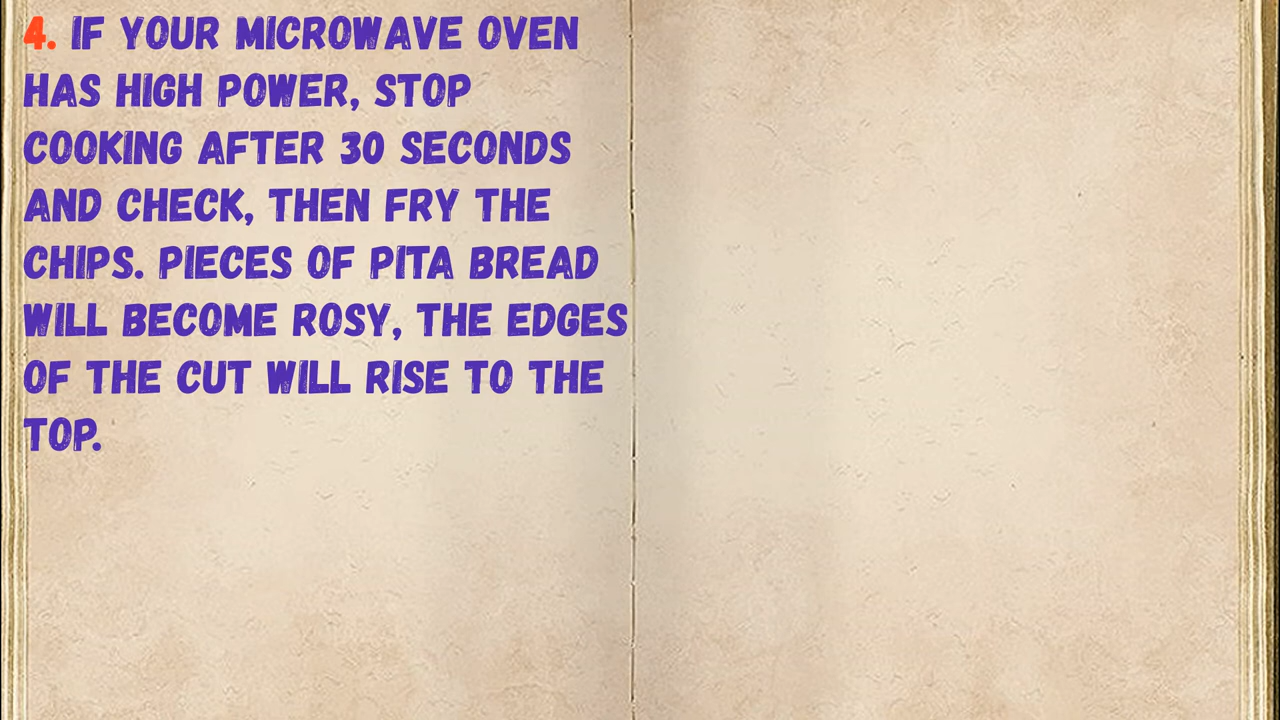 4. IF YOUR MICROWAVE OVEN
HAS HIGH POWER, STOP
COOKING AFTER 30 SECONDS
AND CHECK, THEN FRY THE
CHIPS. PIECES OF PITA BREAD
WILL BECOME ROSY, THE EDGES
OF THE CUT WILL RISE TO THE
TOP.